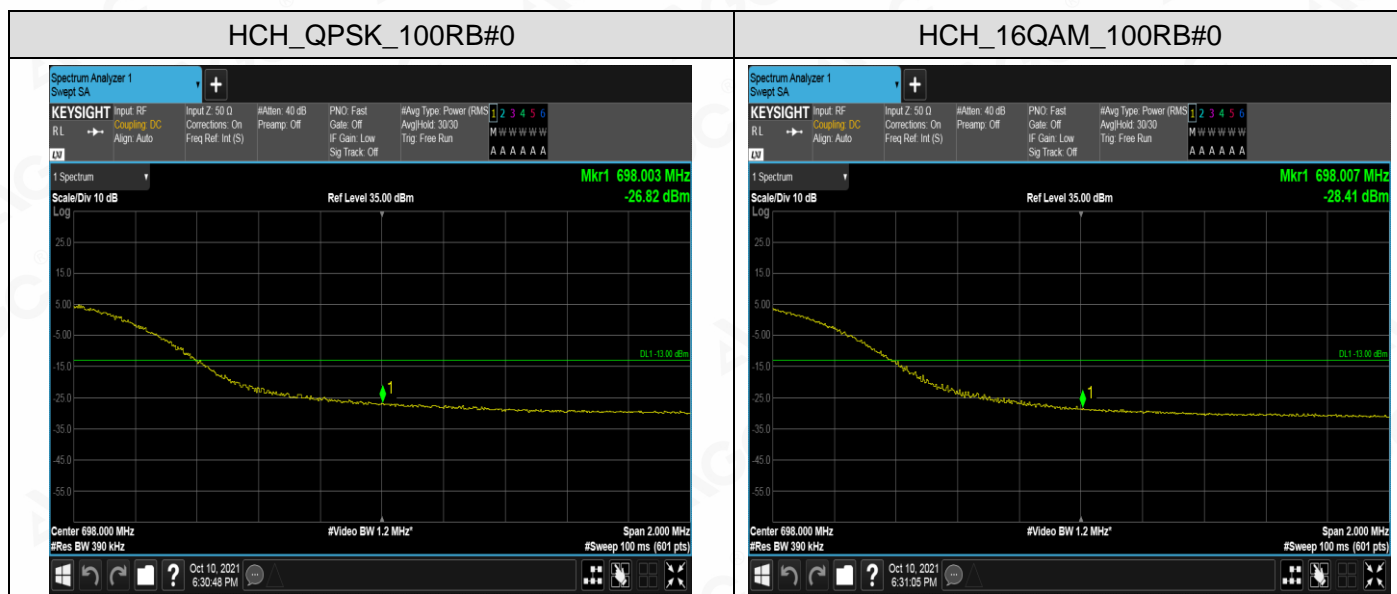 HCH_QPSK_100RB#0
Spectrum Analyzer 1
Swept SA
KEYSIGHT
RL
Input: RF
Coupling: DC
Align: Auto
Input Z: 50 Ω
Corrections: On
Freq Ref: Int (S)
#Atten: 40 dB
Preamp: Off
PNO: Fast
Gate: Off
IF Gain: Low
Sig Track: Off
#Avg Type: Power (RMS
Avg|Hold: 30/30
Trig: Free Run
1 2 3 4 5 6
M W W W W W
A A A A A A
1 Spectrum
Mkr1 698.003 MHz
Scale/Div 10 dB
Ref Level 35.00 dBm
-26.82 dBm
Log
25.0
15.0
5.00
-5.00
DL1 -13.00 dBm
-15.0
1
-25.0
-35.0
-45.0
-55.0
Center 698.000 MHz
#Video BW 1.2 MHz*
Span 2.000 MHz
#Res BW 390 kHz
#Sweep 100 ms (601 pts)
?
Oct 10, 2021
6:30:48 PM
HCH_16QAM_100RB#0
Spectrum Analyzer 1
Swept SA
KEYSIGHT
RL
Input: RF
Coupling: DC
Align: Auto
Input Z: 50 Ω
Corrections: On
Freq Ref: Int (S)
#Atten: 40 dB
Preamp: Off
PNO: Fast
Gate: Off
IF Gain: Low
Sig Track: Off
#Avg Type: Power (RMS
Avg|Hold: 30/30
Trig: Free Run
1 2 3 4 5 6
M W W W W W
A A A A A A
1 Spectrum
Mkr1 698.007 MHz
Scale/Div 10 dB
Ref Level 35.00 dBm
-28.41 dBm
Log
25.0
15.0
5.00
-5.00
DL1 -13.00 dBm
-15.0
1
-25.0
-35.0
-45.0
-55.0
Center 698.000 MHz
#Video BW 1.2 MHz*
Span 2.000 MHz
#Res BW 390 kHz
#Sweep 100 ms (601 pts)
?
Oct 10, 2021
6:31:05 PM